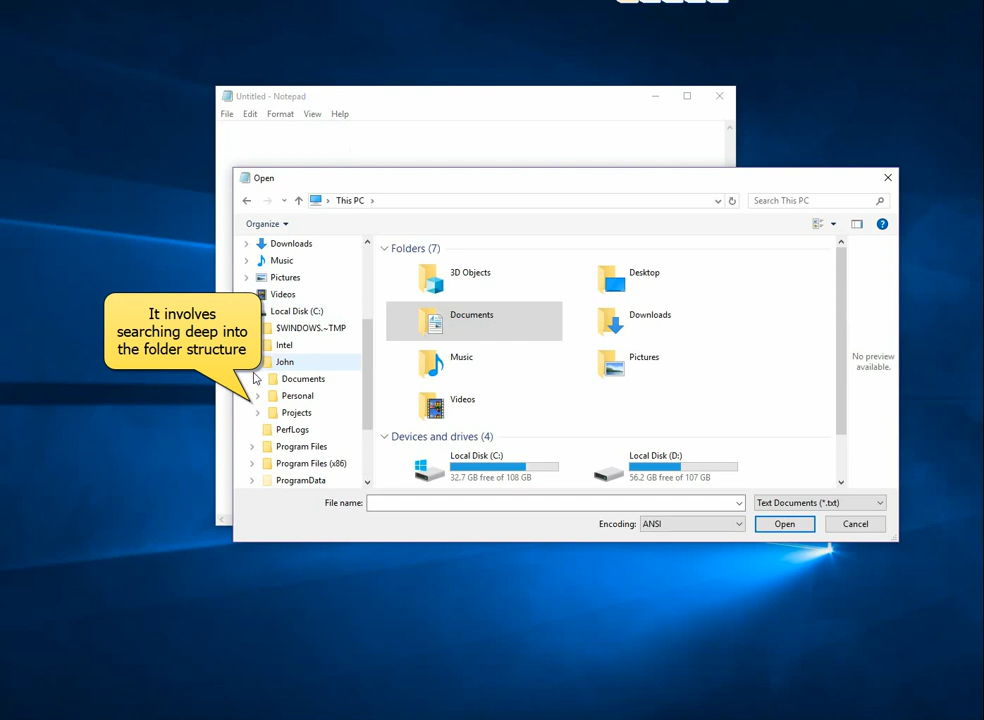 Untitled - Notepad
File Edit Format View Help
Open
This PC
Search This PC
Organize
Downloads
Music
Pictures
Videos
Local Disk (C:)
$WINDOWS.~TMP
Intel
John
Documents
Personal
Projects
PerfLogs
Program Files
Program Files (x86)
ProgramData
It involves
searching deep into
the folder structure
Folders (7)
3D Objects
Desktop
Documents
Downloads
Music
Pictures
Videos
Devices and drives (4)
Local Disk (C:)
32.7 GB free of 108 GB
Local Disk (D:)
56.2 GB free of 107 GB
No preview
available.
File name:
Text Documents (*.txt)
Encoding: ANSI
Open
Cancel